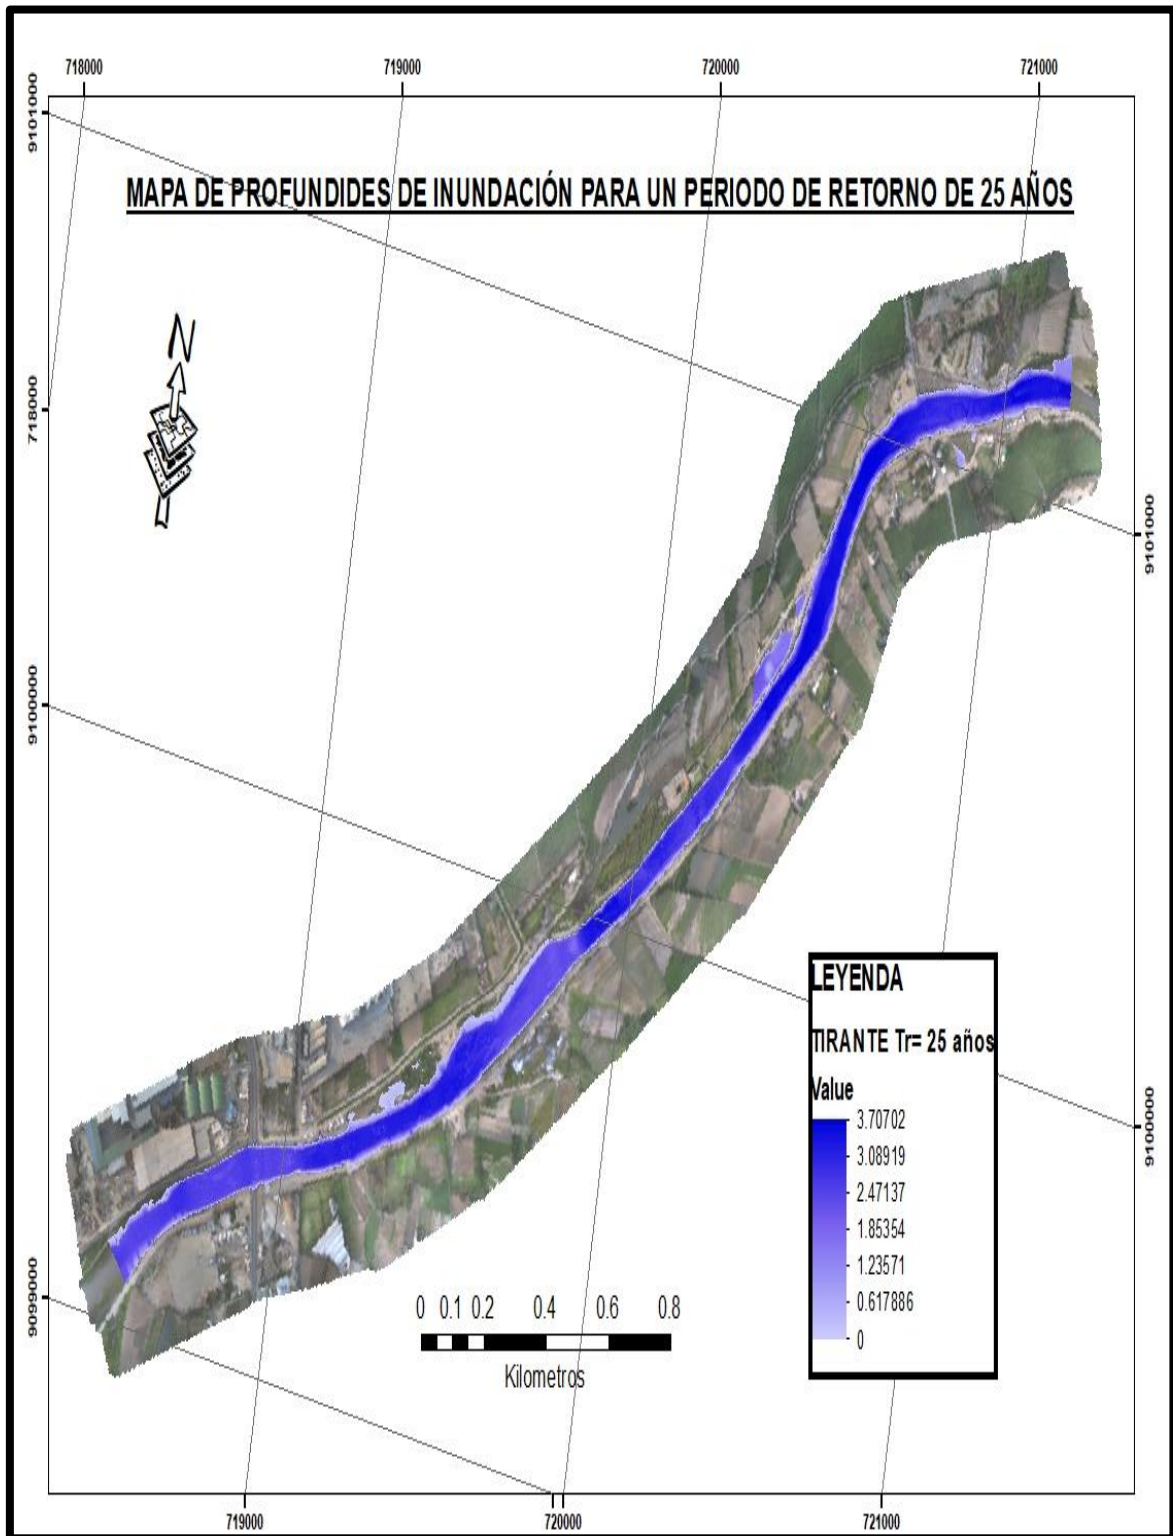 718000 719000 720000 721000
9101000
MAPA DE PROFUNDIDES DE INUNDACIÓN PARA UN PERIODO DE RETORNO DE 25 AÑOS
N
718000
9101000
9100000
LEYENDA
TIRANTE Tr= 25 años
Value
3.70702
3.08919
2.47137
1.85354
1.23571
0.617886
0
9100000
9099000
0 0.1 0.2 0.4 0.6 0.8
Kilometros
719000 720000 721000